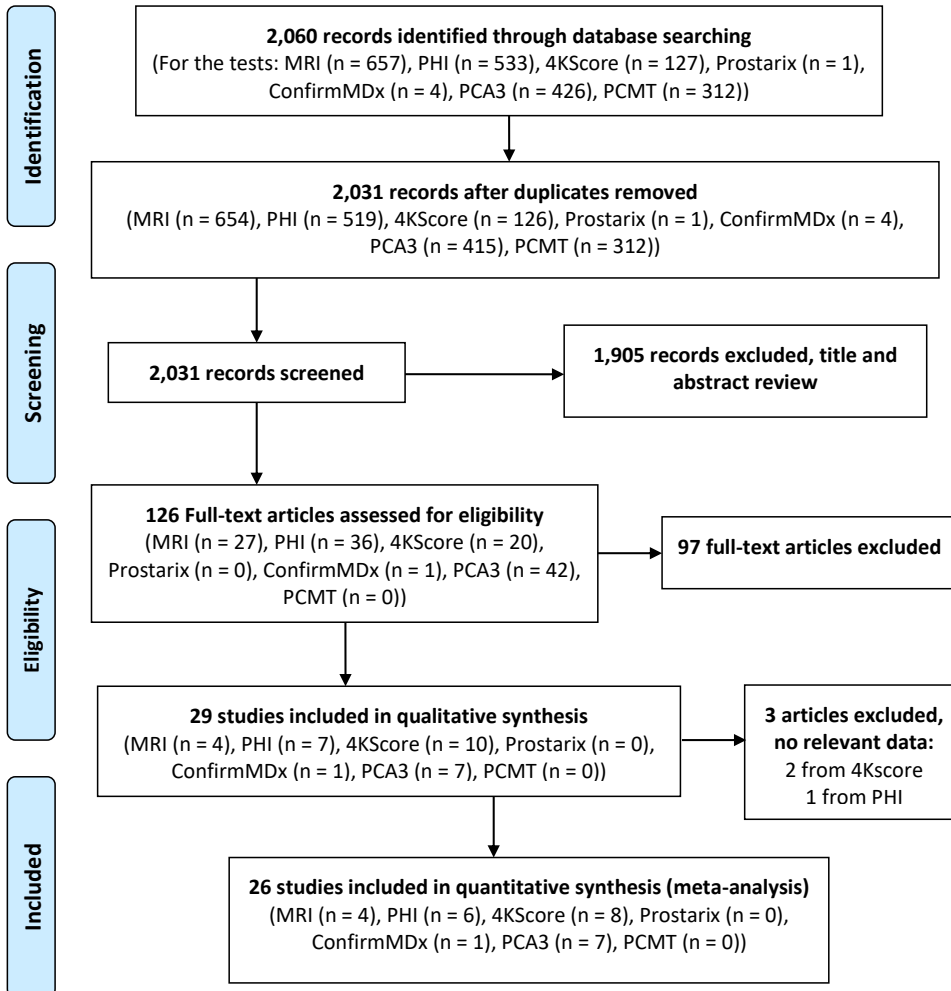 Identification
2,060 records identified through database searching
(For the tests: MRI (n = 657), PHI (n = 533), 4KScore (n = 127), Prostarix (n = 1),
ConfirmMDx (n = 4), PCA3 (n = 426), PCMT (n = 312))
2,031 records after duplicates removed
(MRI (n = 654), PHI (n = 519), 4KScore (n = 126), Prostarix (n = 1), ConfirmMDx (n = 4),
PCA3 (n = 415), PCMT (n = 312))
Screening
2,031 records screened
1,905 records excluded, title and
abstract review
Eligibility
126 Full-text articles assessed for eligibility
(MRI (n = 27), PHI (n = 36), 4KScore (n = 20),
Prostarix (n = 0), ConfirmMDx (n = 1), PCA3 (n = 42),
PCMT (n = 0))
97 full-text articles excluded
29 studies included in qualitative synthesis
(MRI (n = 4), PHI (n = 7), 4KScore (n = 10), Prostarix (n = 0),
ConfirmMDx (n = 1), PCA3 (n = 7), PCMT (n = 0))
3 articles excluded,
no relevant data:
2 from 4Kscore
1 from PHI
Included
26 studies included in quantitative synthesis (meta-analysis)
(MRI (n = 4), PHI (n = 6), 4KScore (n = 8), Prostarix (n = 0),
ConfirmMDx (n = 1), PCA3 (n = 7), PCMT (n = 0))